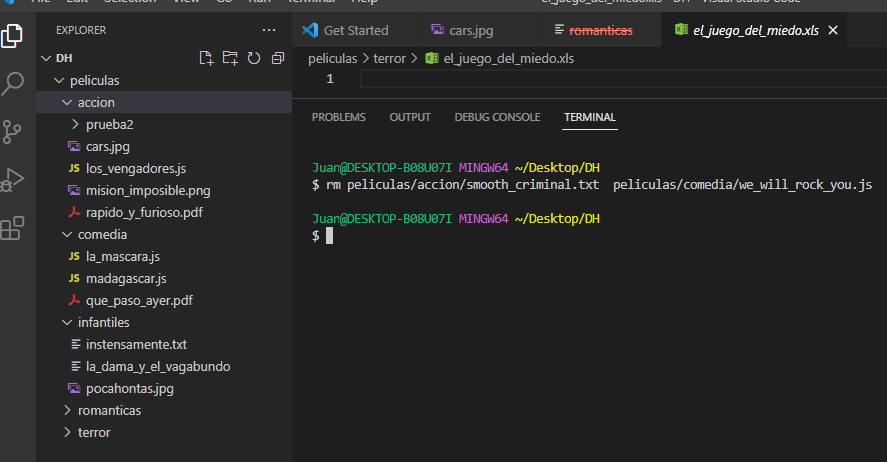 File Edit Selection View Go Run Terminal Help el_juego_del_miedo.xls - DH - Visual Studio Code
EXPLORER ...
DH
peliculas
accion
prueba2
cars.jpg
JS los_vengadores.js
mision_imposible.png
rapido_y_furioso.pdf
comedia
JS la_mascara.js
JS madagascar.js
que_paso_ayer.pdf
infantiles
instensamente.txt
la_dama_y_el_vagabundo
pocahontas.jpg
romanticas
terror
Get Started cars.jpg romanticas el_juego_del_miedo.xls
peliculas > terror > el_juego_del_miedo.xls
1
PROBLEMS OUTPUT DEBUG CONSOLE TERMINAL
Juan@DESKTOP-B08U07I MINGW64 ~/Desktop/DH
$ rm peliculas/accion/smooth_criminal.txt  peliculas/comedia/we_will_rock_you.js
Juan@DESKTOP-B08U07I MINGW64 ~/Desktop/DH
$